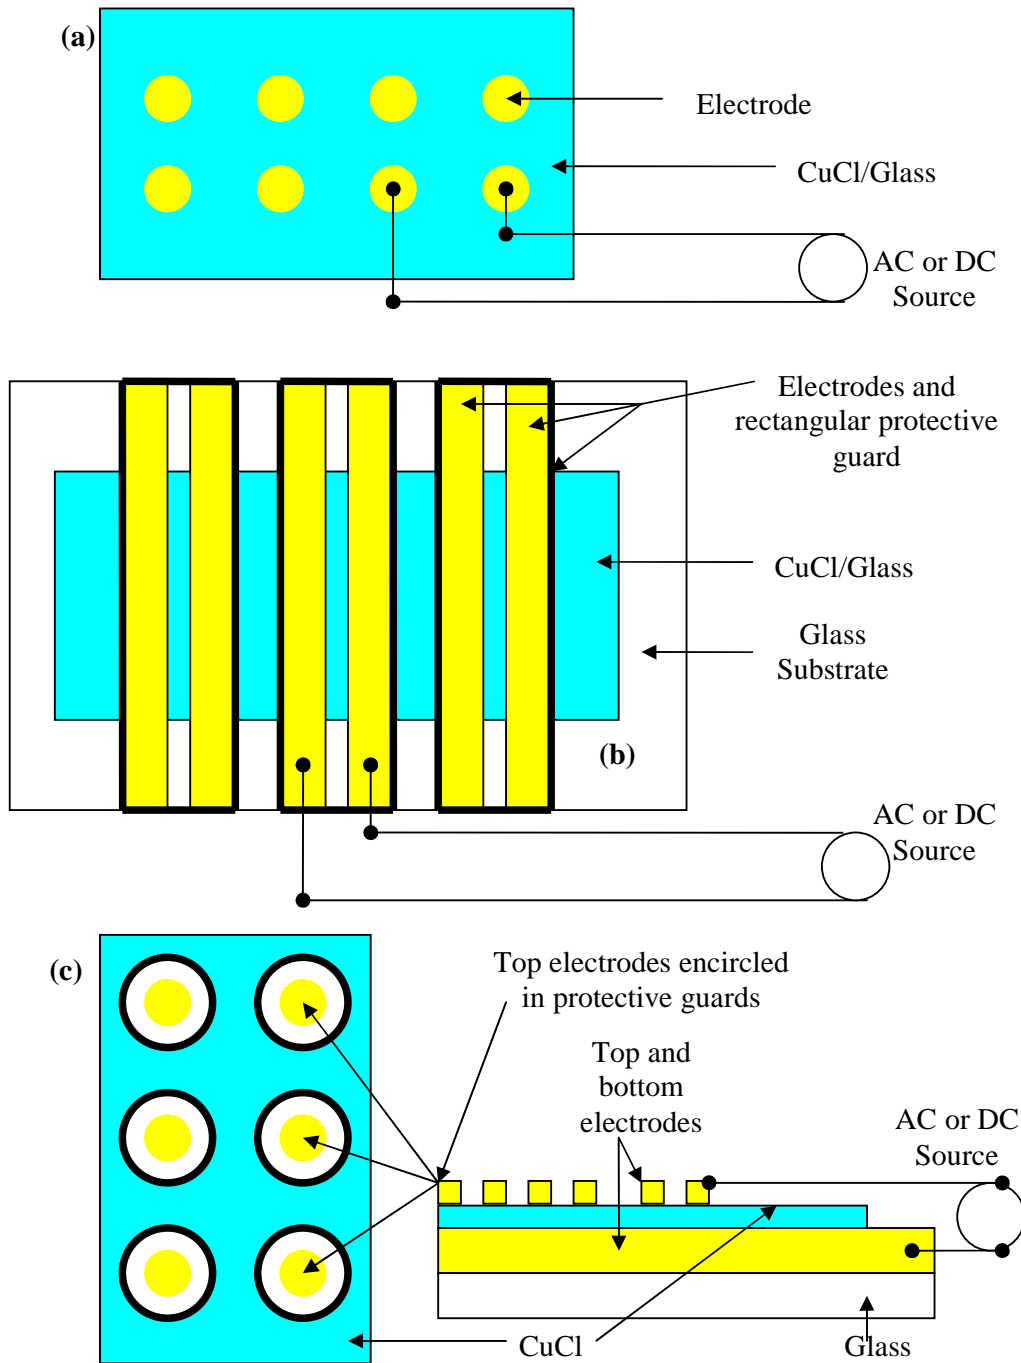 (a)
Electrode
CuCl/Glass
AC or DC
Source
Electrodes and
rectangular protective
guard
CuCl/Glass
Glass
Substrate
(b)
AC or DC
Source
(c)
Top electrodes encircled
in protective guards
Top and
bottom
electrodes
AC or DC
Source
CuCl
Glass